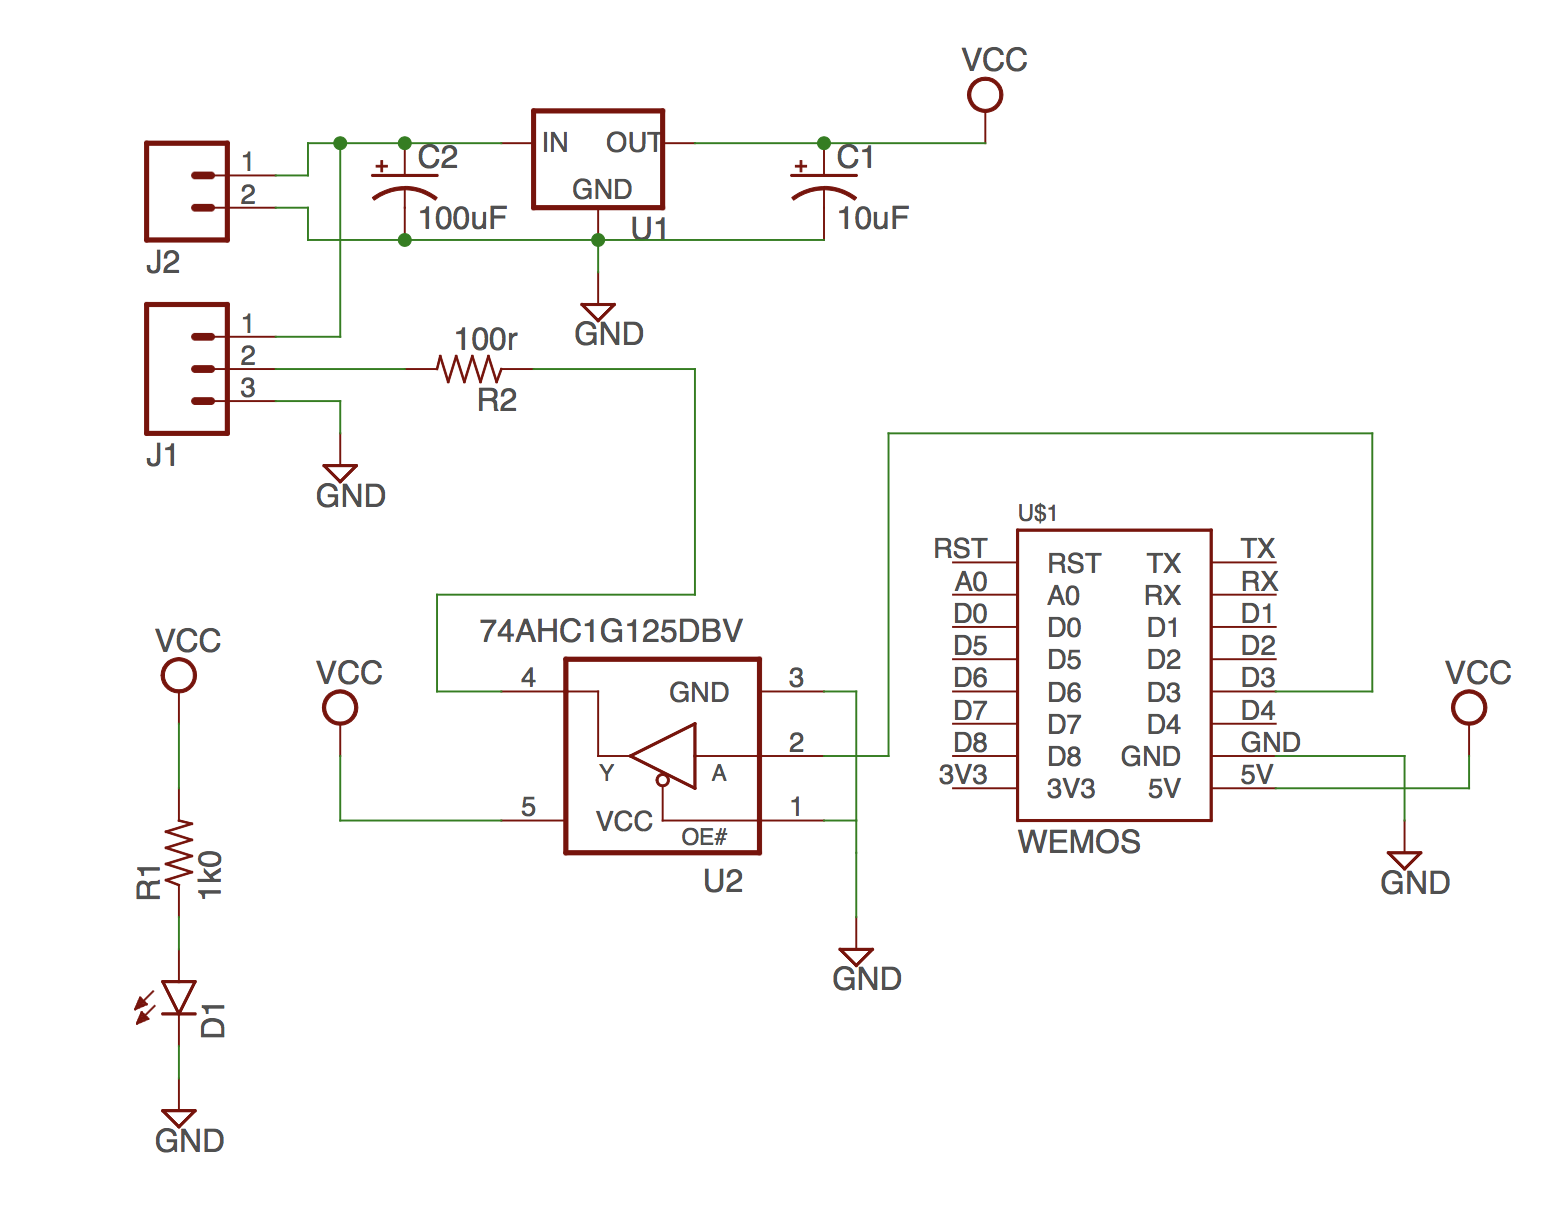 VCC
IN OUT
GND
U1
C2
100uF
C1
10uF
1
2
J2
GND
1
2
3
J1
100r
R2
GND
U$1
RST
A0
D0
D5
D6
D7
D8
3V3
RST TX
A0 RX
D0 D1
D5 D2
D6 D3
D7 D4
D8 GND
3V3 5V
TX
RX
D1
D2
D3
D4
GND
5V
WEMOS
VCC
GND
74AHC1G125DBV
4
5
GND
Y A
VCC
OE#
3
2
1
U2
VCC
GND
VCC
R1
1k0
D1
GND